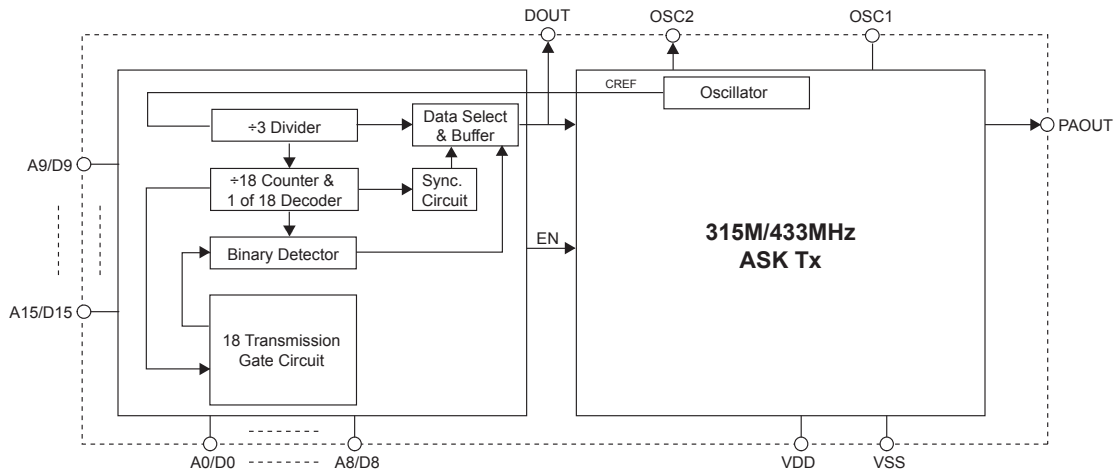 DOUT
OSC2
OSC1
CREF
Oscillator
÷3 Divider
Data Select
& Buffer
PAOUT
A9/D9
÷18 Counter &
1 of 18 Decoder
Sync.
Circuit
EN
315M/433MHz
ASK Tx
Binary Detector
A15/D15
18 Transmission
Gate Circuit
A0/D0
A8/D8
VDD
VSS